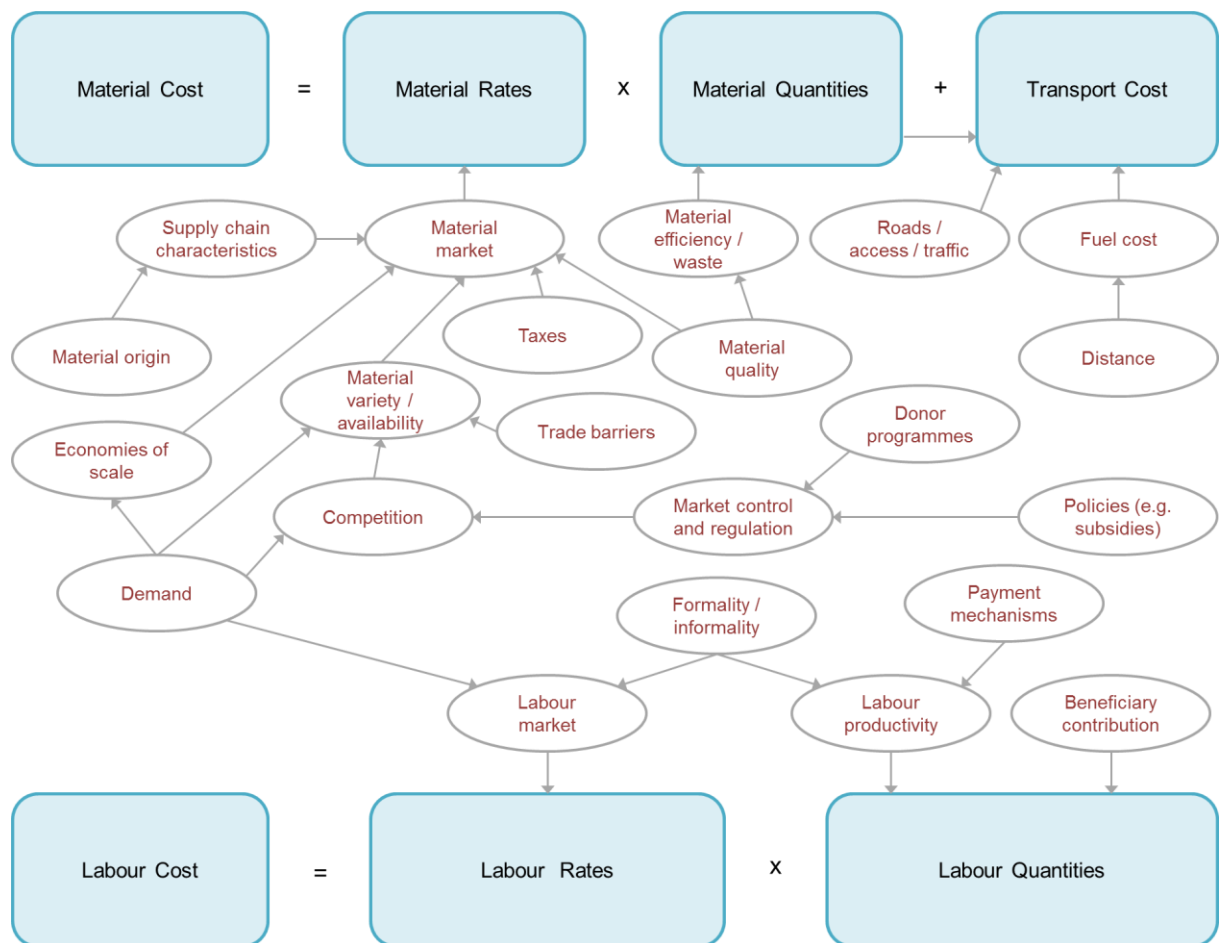 Material Cost = Material Rates x Material Quantities + Transport Cost
Supply chain
characteristics
Material
market
Material
efficiency /
waste
Roads /
access / traffic
Fuel cost
Material origin
Taxes
Material
quality
Distance
Material
variety /
availability
Trade barriers
Donor
programmes
Economies of
scale
Competition
Market control
and regulation
Policies (e.g.
subsidies)
Demand
Formality /
informality
Payment
mechanisms
Labour
market
Labour
productivity
Beneficiary
contribution
Labour Cost = Labour Rates x Labour Quantities